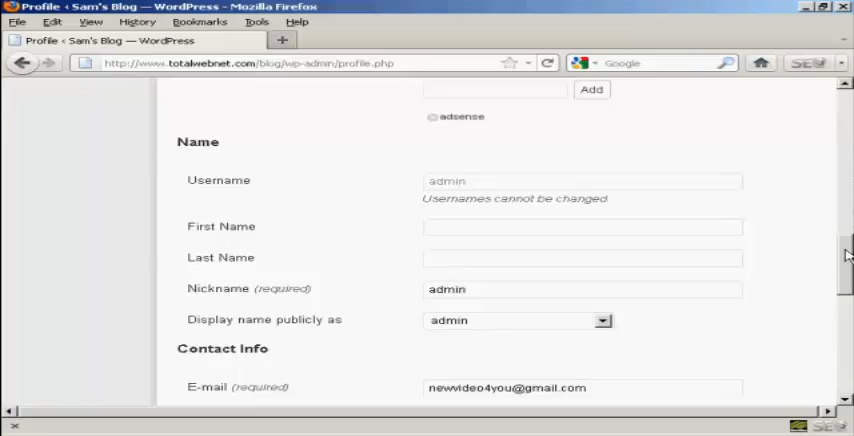 Profile ‹ Sam's Blog — WordPress - Mozilla Firefox
File Edit View History Bookmarks Tools Help
Profile ‹ Sam's Blog — WordPress
http://www.totalwebnet.com/blog/wp-admin/profile.php
Google
Add
adsense
Name
Username admin
Usernames cannot be changed
First Name
Last Name
Nickname (required) admin
Display name publicly as admin
Contact Info
E-mail (required) newvideo4you@gmail.com